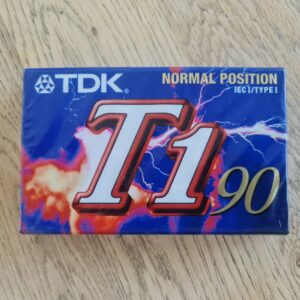 TDK
NORMAL POSITION
IEC I/TYPE I
T1
90